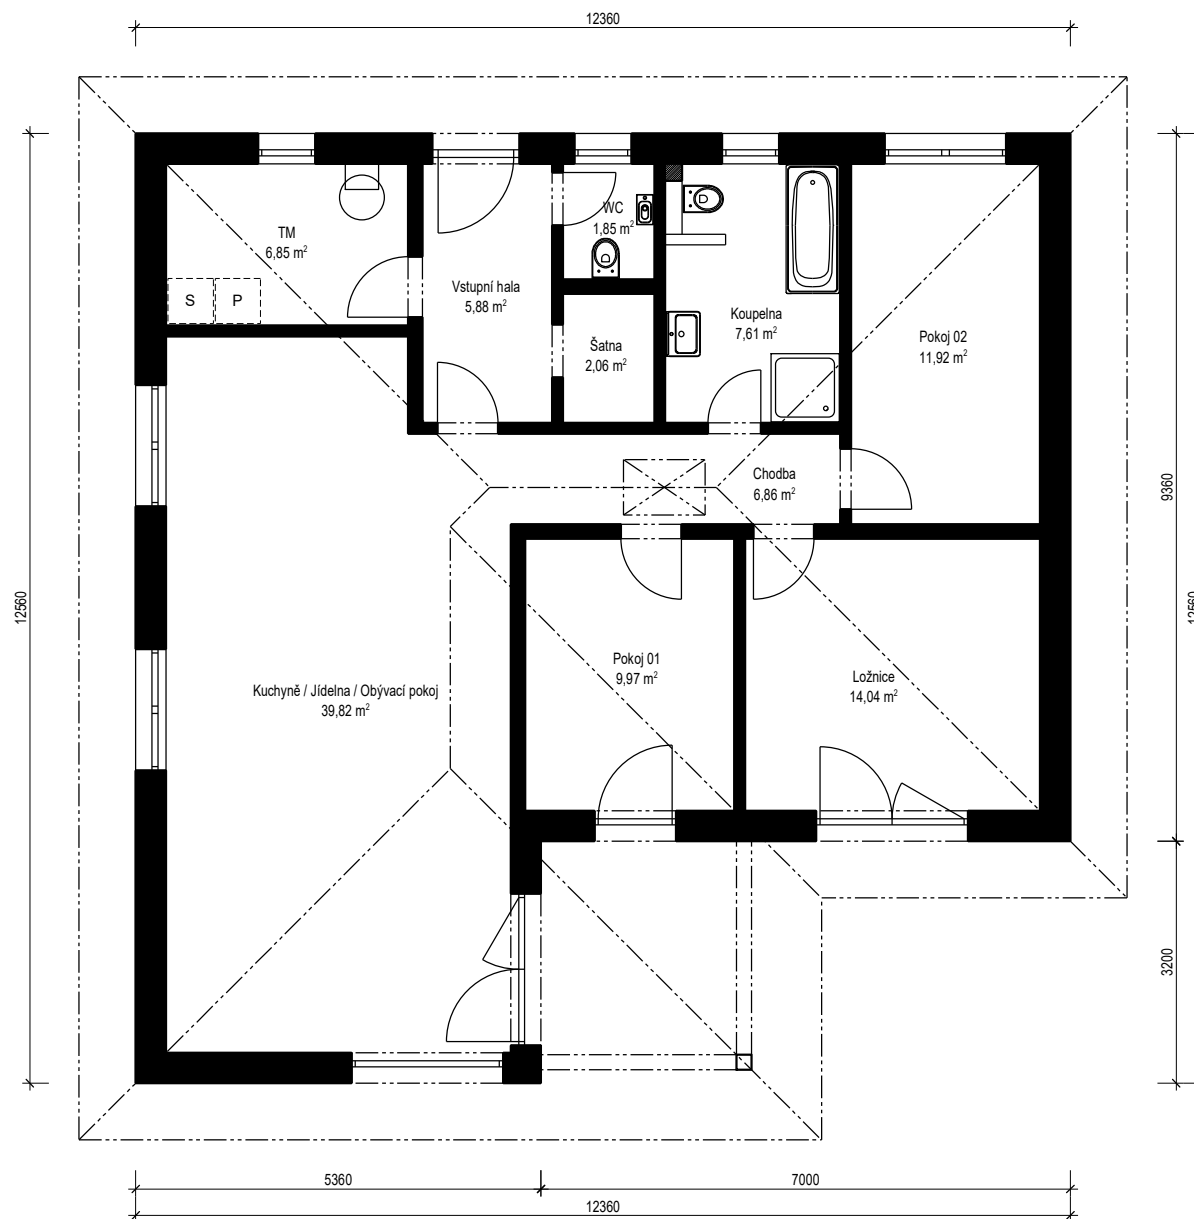 12360
TM
6,85 m²
S
P
Vstupní hala
5,88 m²
WC
1,85 m²
Šatna
2,06 m²
Koupelna
7,61 m²
Pokoj 02
11,92 m²
Chodba
6,86 m²
Kuchyně / Jídelna / Obývací pokoj
39,82 m²
Pokoj 01
9,97 m²
Ložnice
14,04 m²
12560
9360
12560
3200
5360
7000
12360